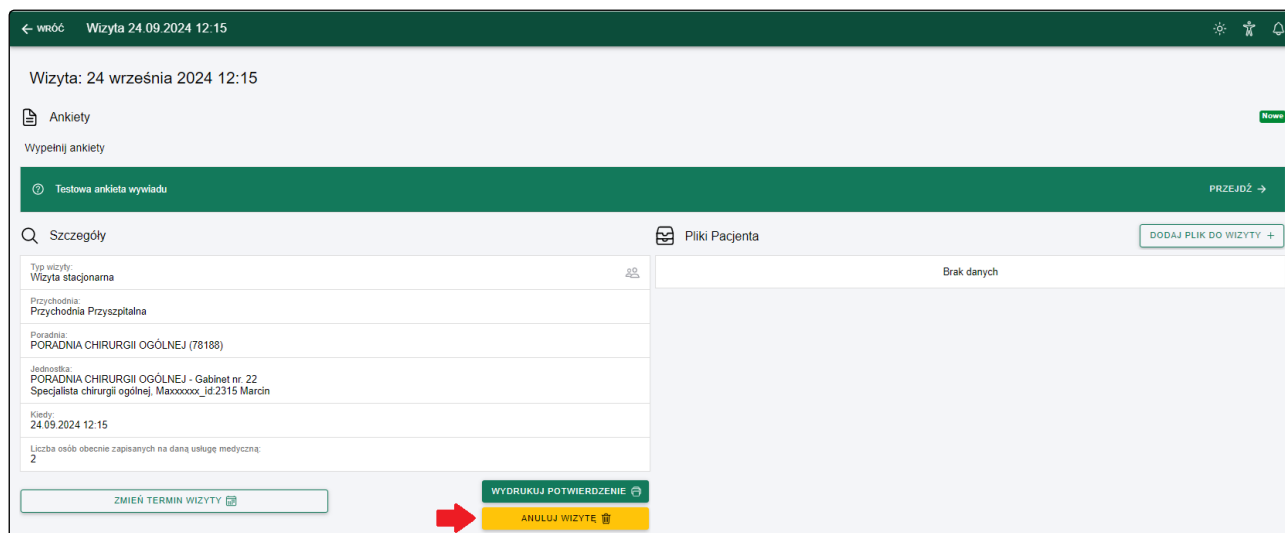 ← WRÓĆ Wizyta 24.09.2024 12:15
Wizyta: 24 września 2024 12:15
Ankiety
Nowe
Wypełnij ankiety
Testowa ankieta wywiadu
PRZEJDŹ →
Szczegóły
Typ wizyty:
Wizyta stacjonarna
Przychodnia:
Przychodnia Przyszpitalna
Poradnia:
PORADNIA CHIRURGII OGÓLNEJ (78188)
Jednostka:
PORADNIA CHIRURGII OGÓLNEJ - Gabinet nr. 22
Specjalista chirurgii ogólnej, Maxxxxxx_id:2315 Marcin
Kiedy:
24.09.2024 12:15
Liczba osób obecnie zapisanych na daną usługę medyczną:
2
ZMIEŃ TERMIN WIZYTY
WYDRUKUJ POTWIERDZENIE
ANULUJ WIZYTĘ
Pliki Pacjenta
DODAJ PLIK DO WIZYTY +
Brak danych